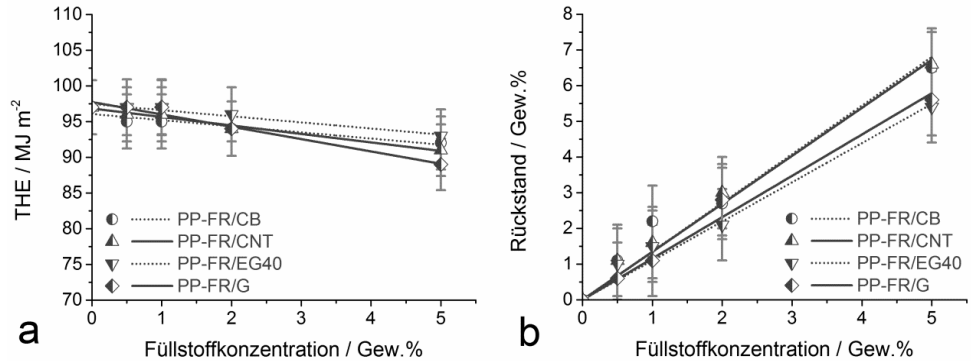 115
110
105
100
95
90
85
80
75
70
THE / MJ m⁻²
PP-FR/CB
PP-FR/CNT
PP-FR/EG40
PP-FR/G
0 1 2 3 4 5
Füllstoffkonzentration / Gew.%
a
8
7
6
5
4
3
2
1
0
Rückstand / Gew.%
PP-FR/CB
PP-FR/CNT
PP-FR/EG40
PP-FR/G
0 1 2 3 4 5
Füllstoffkonzentration / Gew.%
b